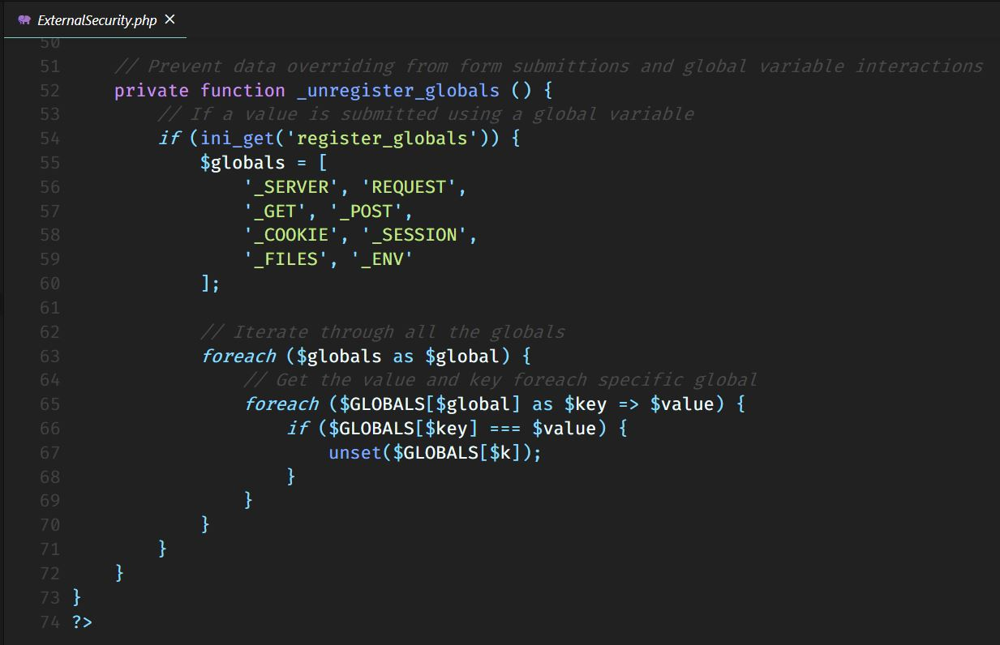 ExternalSecurity.php ×
50
51 // Prevent data overriding from form submittions and global variable interactions
52 private function _unregister_globals () {
53 // If a value is submitted using a global variable
54 if (ini_get('register_globals')) {
55 $globals = [
56 '_SERVER', 'REQUEST',
57 '_GET', '_POST',
58 '_COOKIE', '_SESSION',
59 '_FILES', '_ENV'
60 ];
61
62 // Iterate through all the globals
63 foreach ($globals as $global) {
64 // Get the value and key foreach specific global
65 foreach ($GLOBALS[$global] as $key => $value) {
66 if ($GLOBALS[$key] === $value) {
67 unset($GLOBALS[$k]);
68 }
69 }
70 }
71 }
72 }
73 }
74 ?>